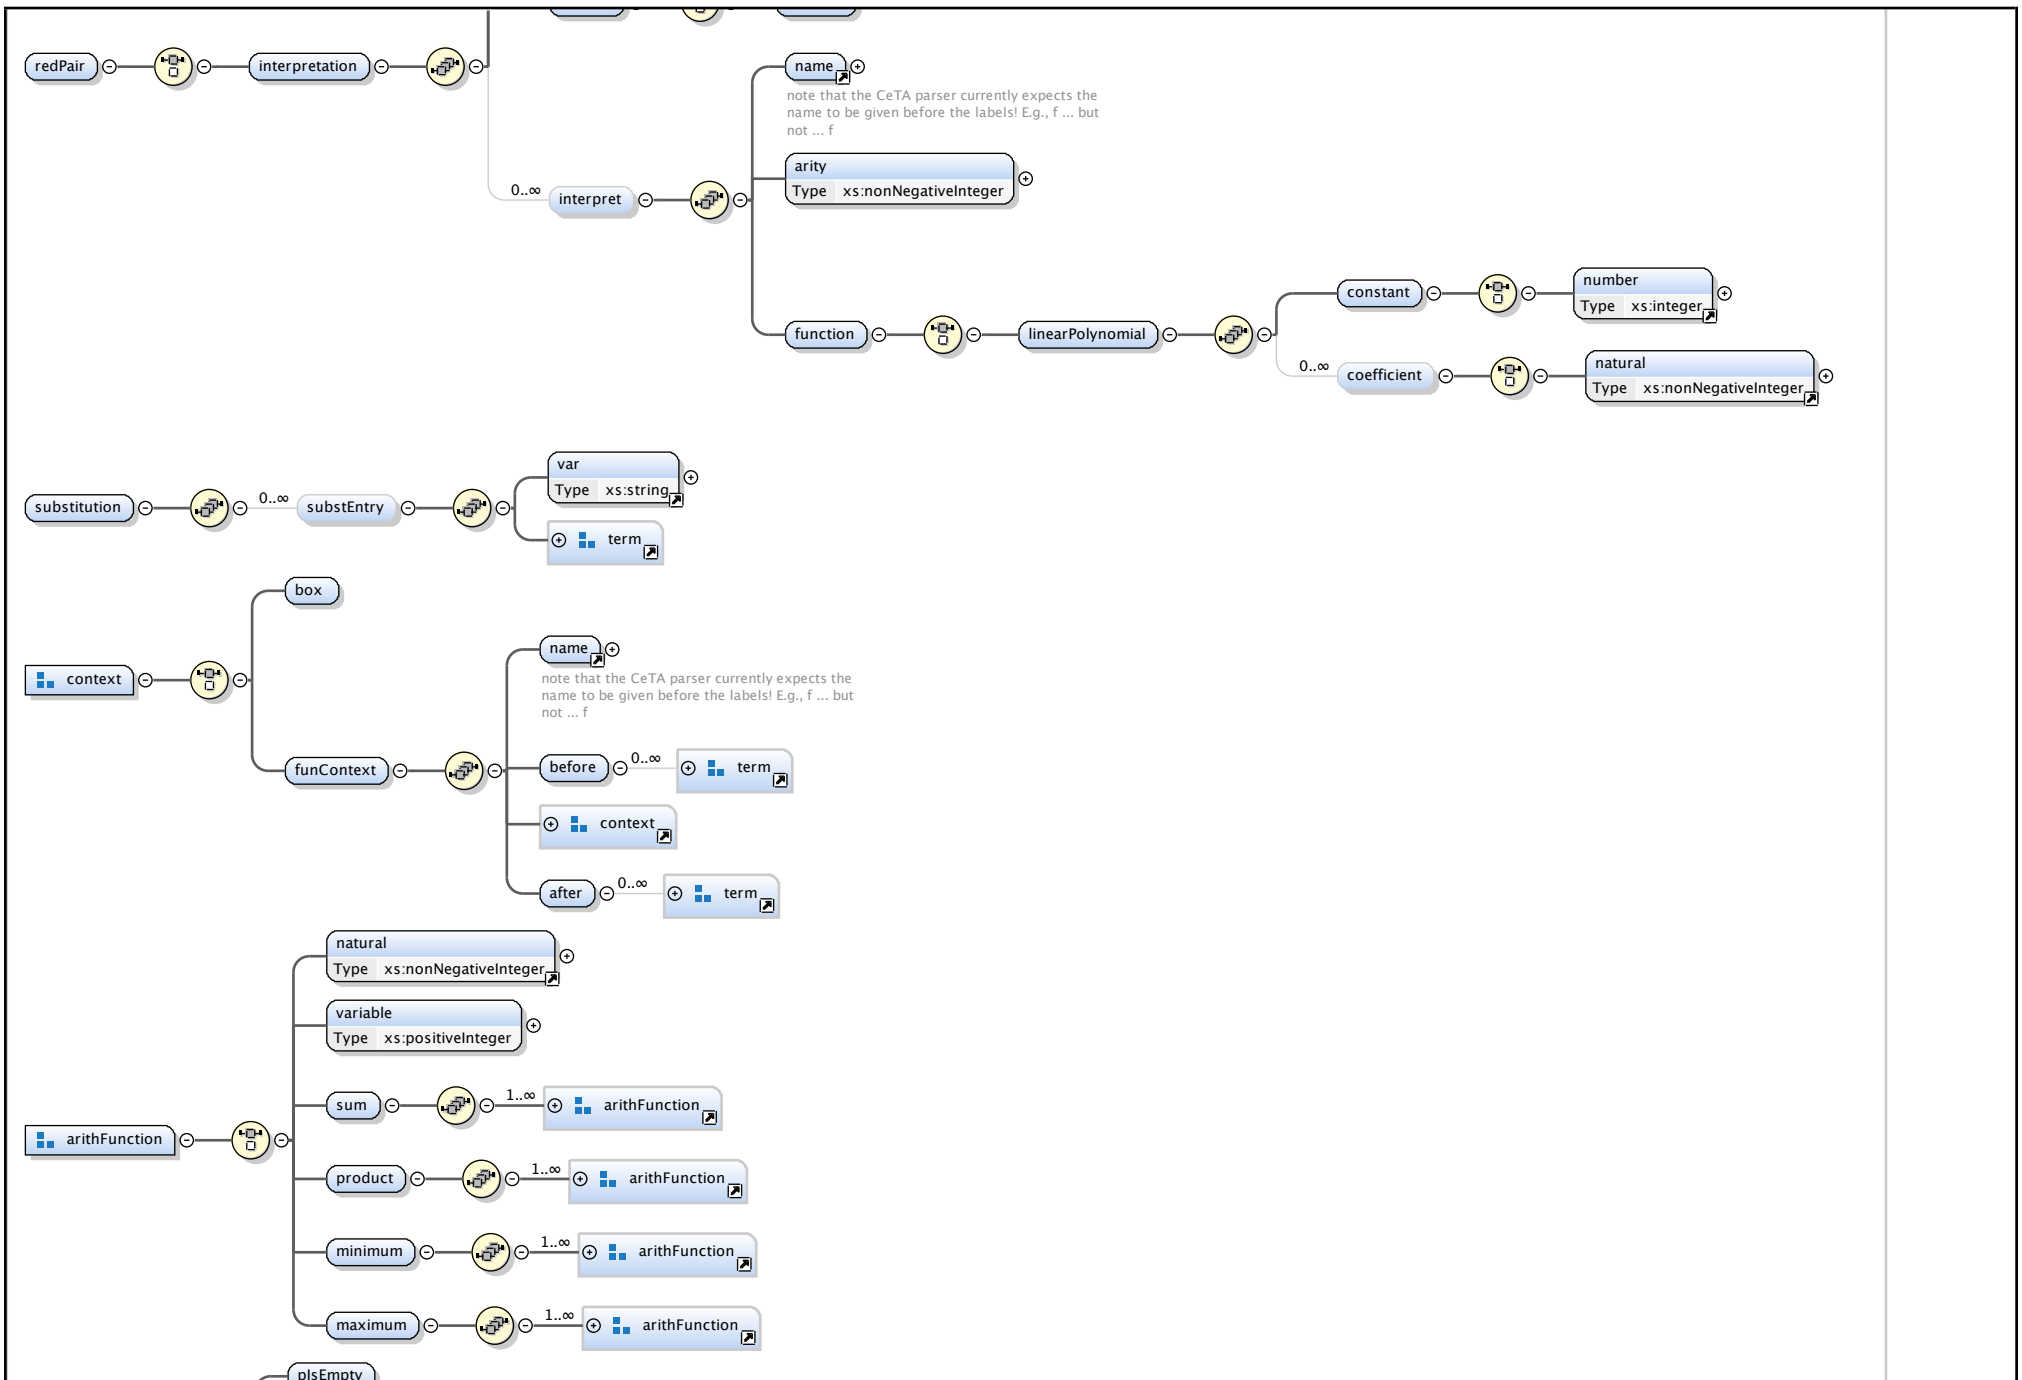 redPair
interpretation
name
note that the CeTA parser currently expects the
name to be given before the labels! E.g., f ... but
not ... f
arity
Type xs:nonNegativeInteger
0..∞
interpret
function
linearPolynomial
constant
number
Type xs:integer
0..∞
coefficient
natural
Type xs:nonNegativeInteger
substitution
0..∞
substEntry
var
Type xs:string
term
context
box
funContext
name
note that the CeTA parser currently expects the
name to be given before the labels! E.g., f ... but
not ... f
before
0..∞
term
context
after
0..∞
term
arithFunction
natural
Type xs:nonNegativeInteger
variable
Type xs:positiveInteger
sum
1..∞
arithFunction
product
1..∞
arithFunction
minimum
1..∞
arithFunction
maximum
1..∞
arithFunction
plsEmpty